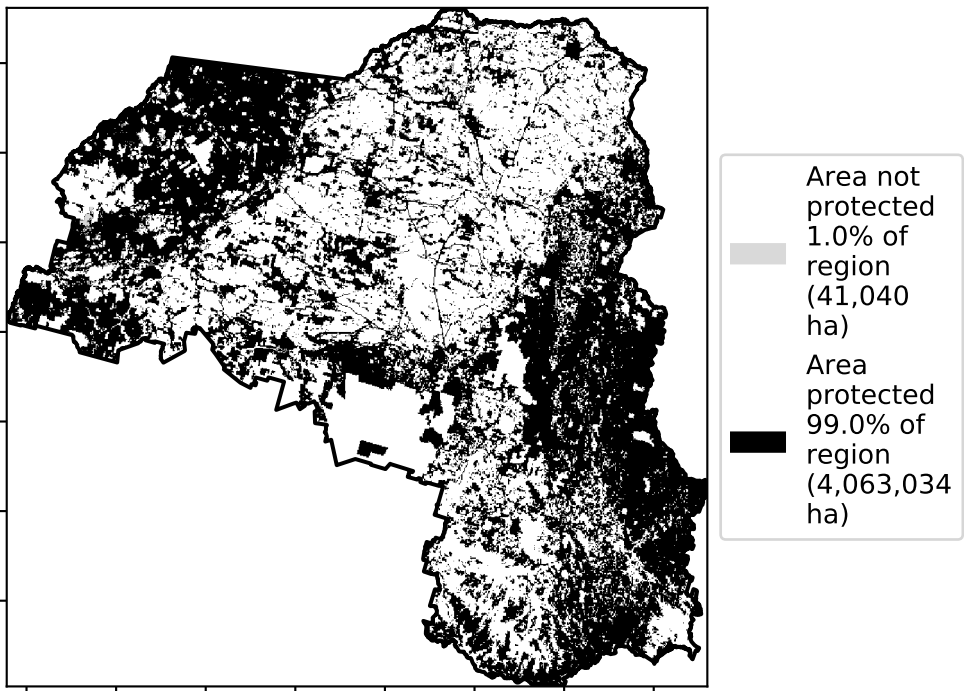 Area not
protected
1.0% of
region
(41,040
ha)
Area
protected
99.0% of
region
(4,063,034
ha)